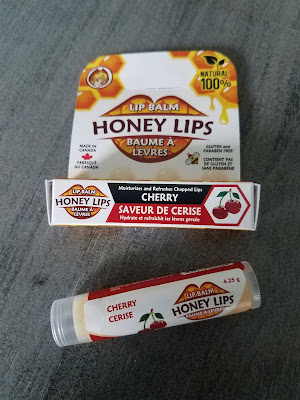 NATURAL
100%
LIP BALM
HONEY LIPS
BAUME À
LÈVRES
MADE IN
CANADA
FABRIQUÉ
AU CANADA
GLUTEN and
PARABEN FREE
CONTIENT PAS
DE GLUTEN ET
SANS PARABÈNE
LIP BALM
HONEY LIPS
BAUME À
LÈVRES
Moisturizes and Refreshes Chapped Lips
CHERRY
SAVEUR DE CERISE
Hydrate et rafraîchit les lèvres gercées
CHERRY
CERISE
LIP BALM
HONEY LIPS
BAUME À LÈVRES
4.25 g